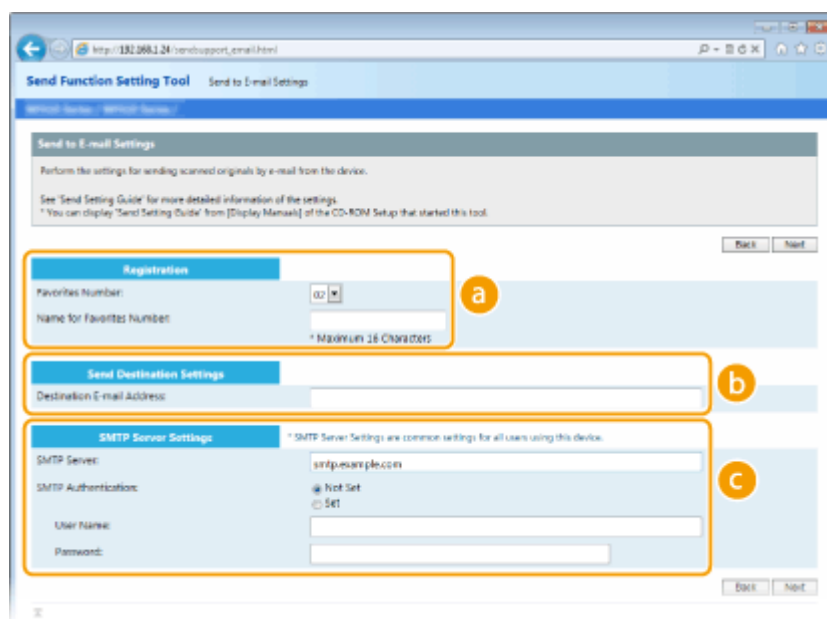 http://192.168.1.24/sendsupport_email.html
Send Function Setting Tool Send to E-mail Settings
Send to E-mail Settings
Perform the settings for sending scanned originals by e-mail from the device.
See 'Send Setting Guide' for more detailed information of the settings.
* You can display 'Send Setting Guide' from [Display Manuals] of the CD-ROM Setup that started this tool.
Back Next
Registration
Favorites Number: 02
Name for Favorites Number:
* Maximum 16 Characters
a
Send Destination Settings
Destination E-mail Address:
b
SMTP Server Settings * SMTP Server Settings are common settings for all users using this device.
SMTP Server: smtp.example.com
SMTP Authentication: Not Set
Set
User Name:
Password:
c
Back Next